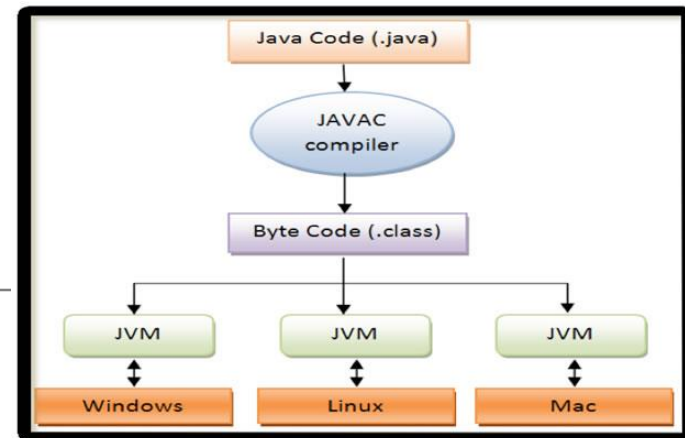 Java Code (.java)
JAVAC
compiler
Byte Code (.class)
JVM JVM JVM
Windows Linux Mac